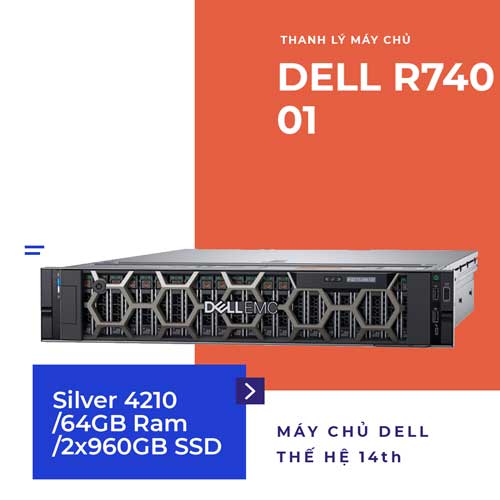 THANH LÝ MÁY CHỦ
DELL R740
01
DELLEMC
Silver 4210
/64GB Ram
/2x960GB SSD
MÁY CHỦ DELL
THẾ HỆ 14th